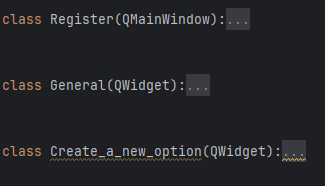 class Register(QMainWindow):...
class General(QWidget):...
class Create_a_new_option(QWidget):...